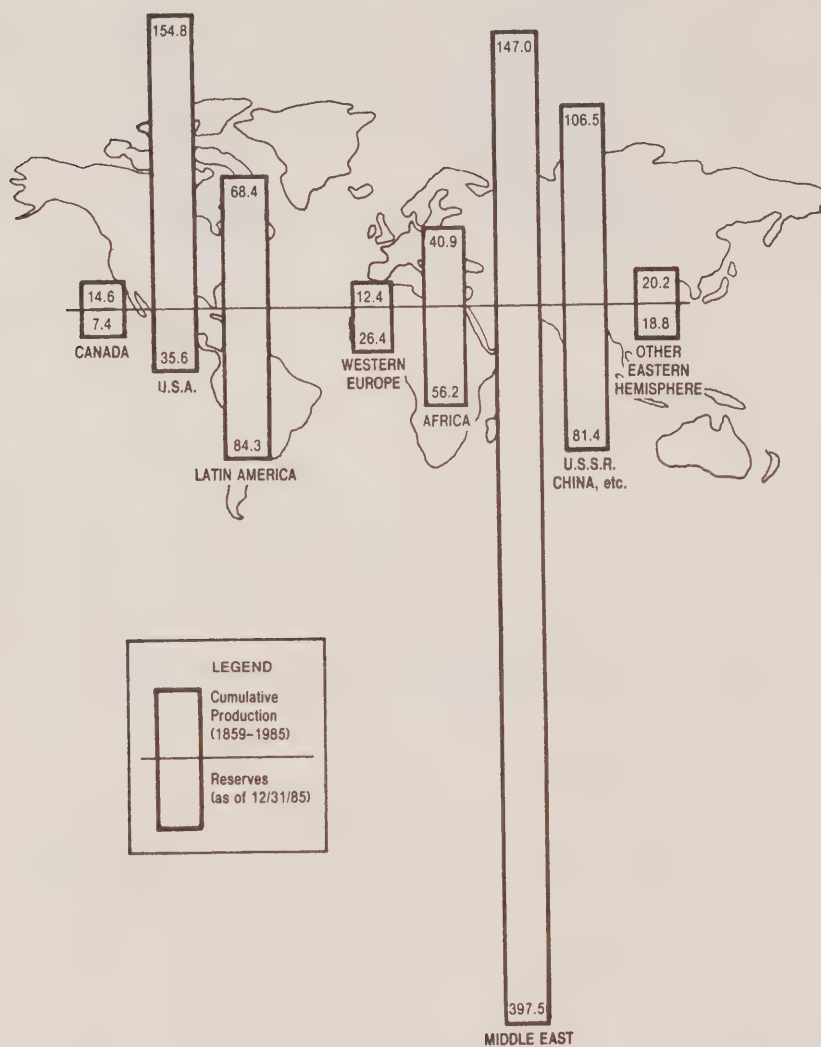 154.8
147.0
106.5
68.4
40.9
14.6
7.4
CANADA
12.4
26.4
WESTERN
EUROPE
20.2
18.8
OTHER
EASTERN
HEMISPHERE
35.6
U.S.A.
56.2
AFRICA
84.3
LATIN AMERICA
81.4
U.S.S.R.
CHINA, etc.
LEGEND
Cumulative
Production
(1859–1985)
Reserves
(as of 12/31/85)
397.5
MIDDLE EAST